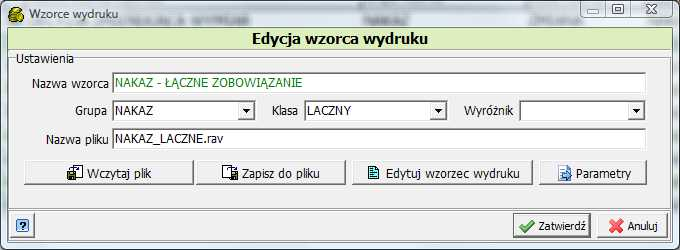 Wzorce wydruku
Edycja wzorca wydruku
Ustawienia
Nazwa wzorca NAKAZ - ŁĄCZNE ZOBOWIĄZANIE
Grupa NAKAZ Klasa LACZNY Wyróżnik
Nazwa pliku NAKAZ_LACZNE.rav
Wczytaj plik Zapisz do pliku Edytuj wzorzec wydruku Parametry
? Zatwierdź Anuluj